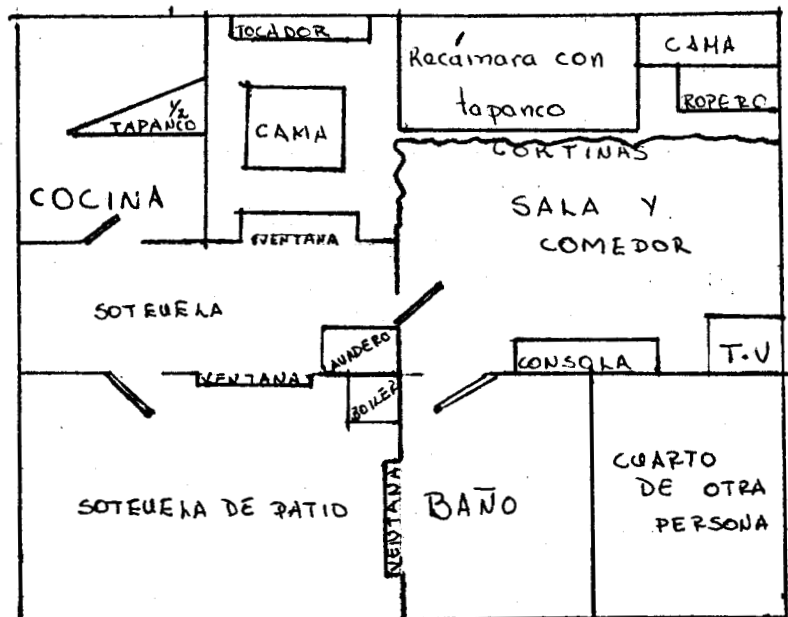 TOCADOR
Recámara con
tapanco
CAMA
ROPERO
1/2
TAPANCO
CAMA
CORTINAS
COCINA
SALA Y
COMEDOR
VENTANA
SOTEUELA
LAVADERO
CONSOLA
T.V
VENTANA
BOILER
SOTEUELA DE PATIO
VENTANA
BAÑO
CUARTO
DE OTRA
PERSONA